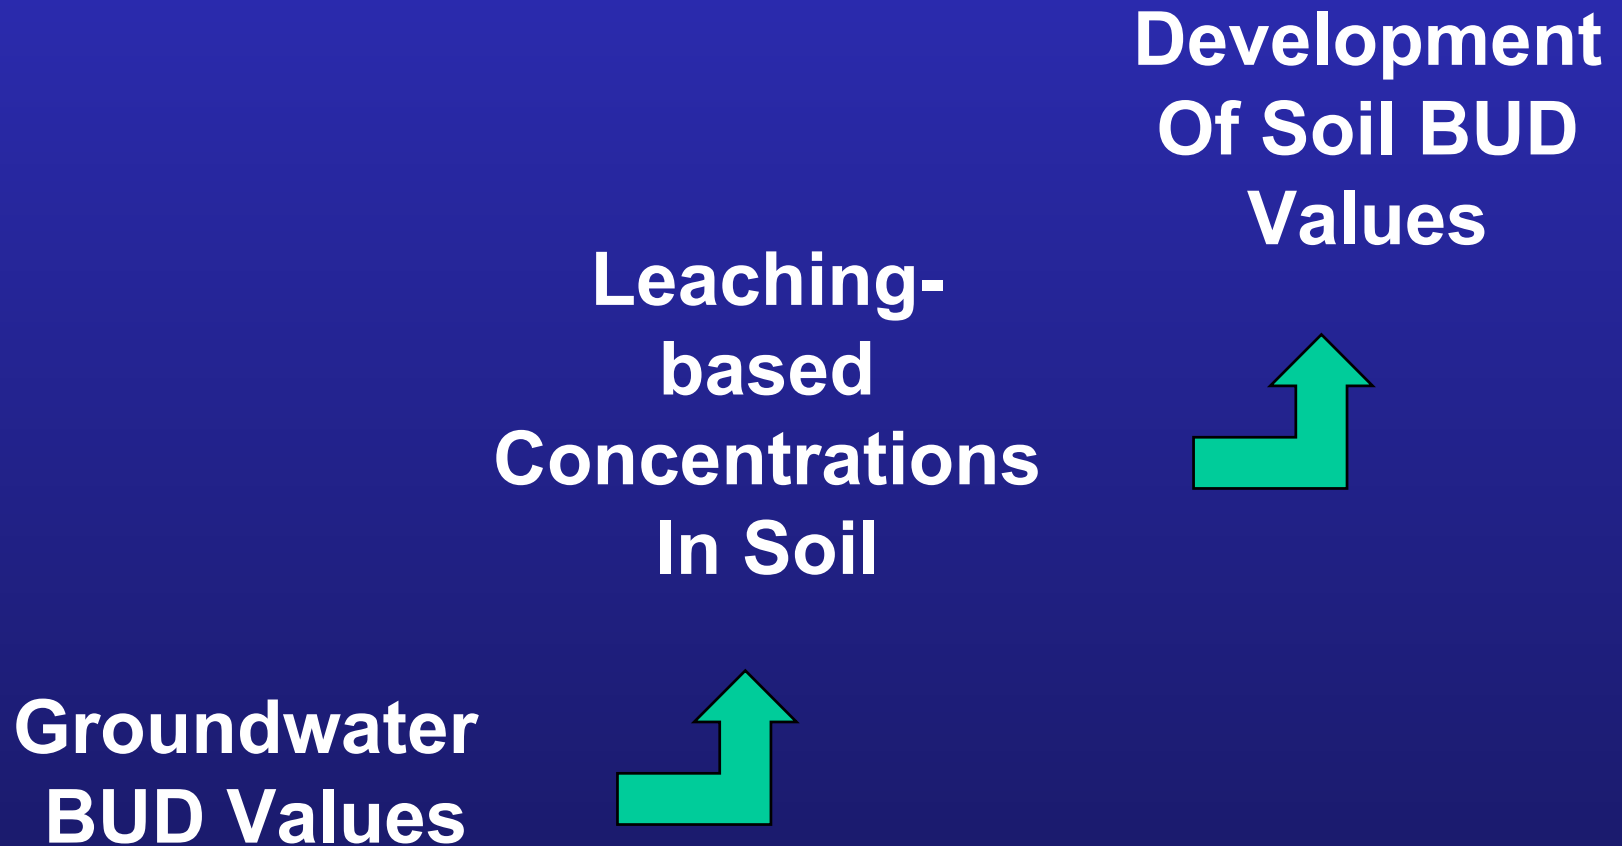 Development
Of Soil BUD
Values
Leaching-
based
Concentrations
In Soil
Groundwater
BUD Values